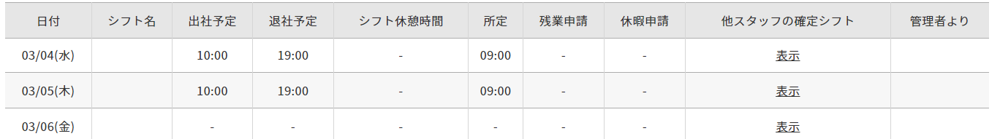 日付 シフト名 出社予定 退社予定 シフト休憩時間 所定 残業申請 休暇申請 他スタッフの確定シフト 管理者より
03/04(水) 10:00 19:00 - 09:00 - - 表示
03/05(木) 10:00 19:00 - 09:00 - - 表示
03/06(金) - - - - - - 表示